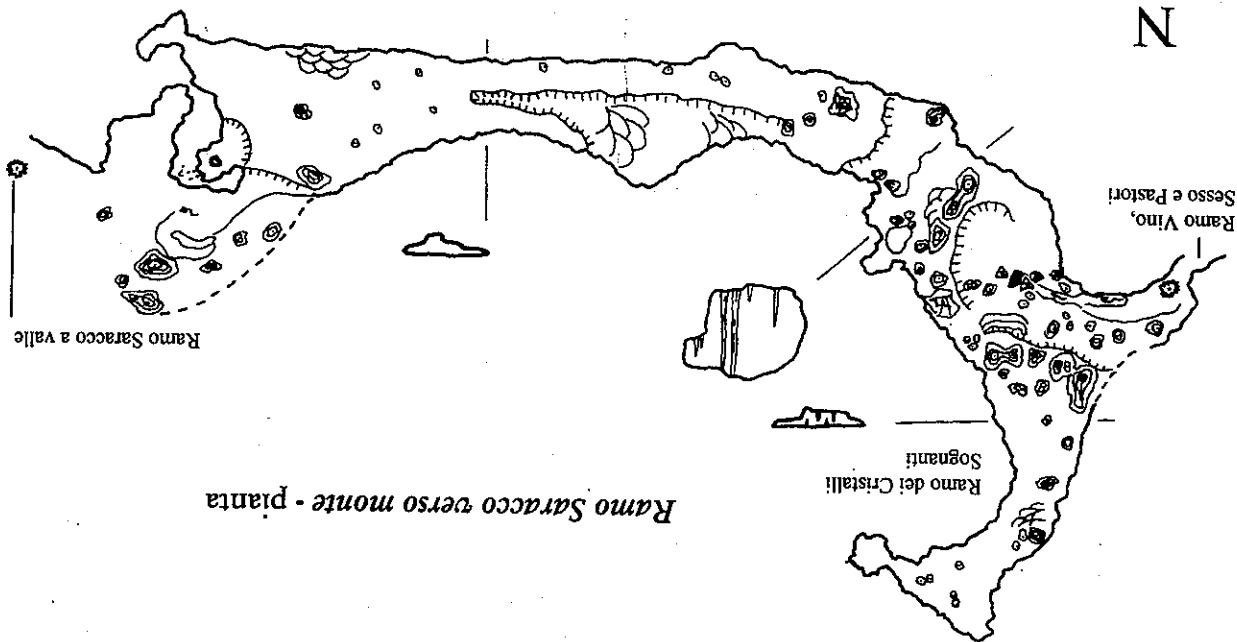 Ramo Saracco verso monte - pianta
Ramo dei Cristalli
Sognanti
Ramo Saracco a valle
Ramo Vino,
Sesso e Pastori
N